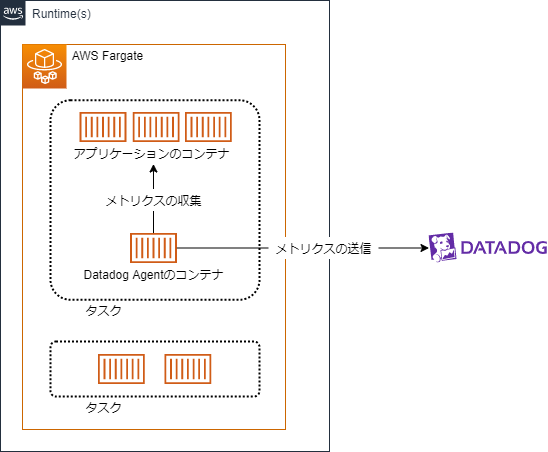 aws
Runtime(s)
AWS Fargate
アプリケーションのコンテナ
メトリクスの収集
メトリクスの送信
DATADOG
Datadog Agentのコンテナ
タスク
タスク